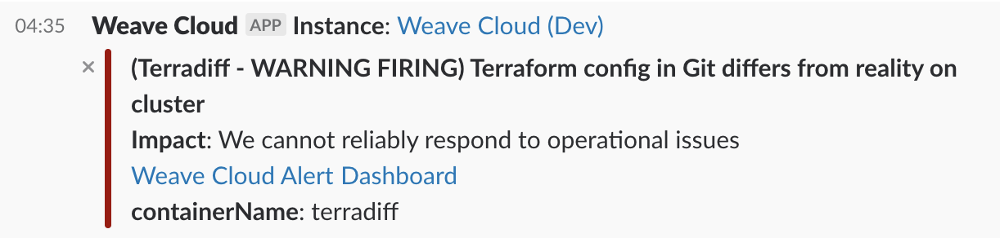 04:35 Weave Cloud APP Instance: Weave Cloud (Dev)
(Terradiff - WARNING FIRING) Terraform config in Git differs from reality on
cluster
Impact: We cannot reliably respond to operational issues
Weave Cloud Alert Dashboard
containerName: terradiff